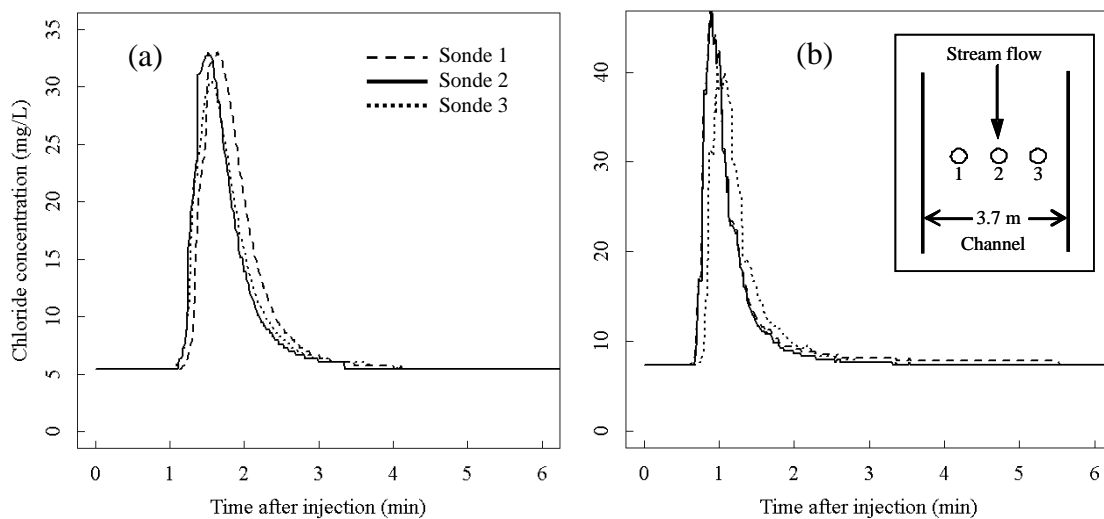 (a)
Sonde 1
Sonde 2
Sonde 3
Chloride concentration (mg/L)
35
30
25
20
15
10
5
0
0 1 2 3 4 5 6
Time after injection (min)
(b)
Stream flow
1 2 3
3.7 m
Channel
40
30
20
10
0
0 1 2 3 4 5 6
Time after injection (min)